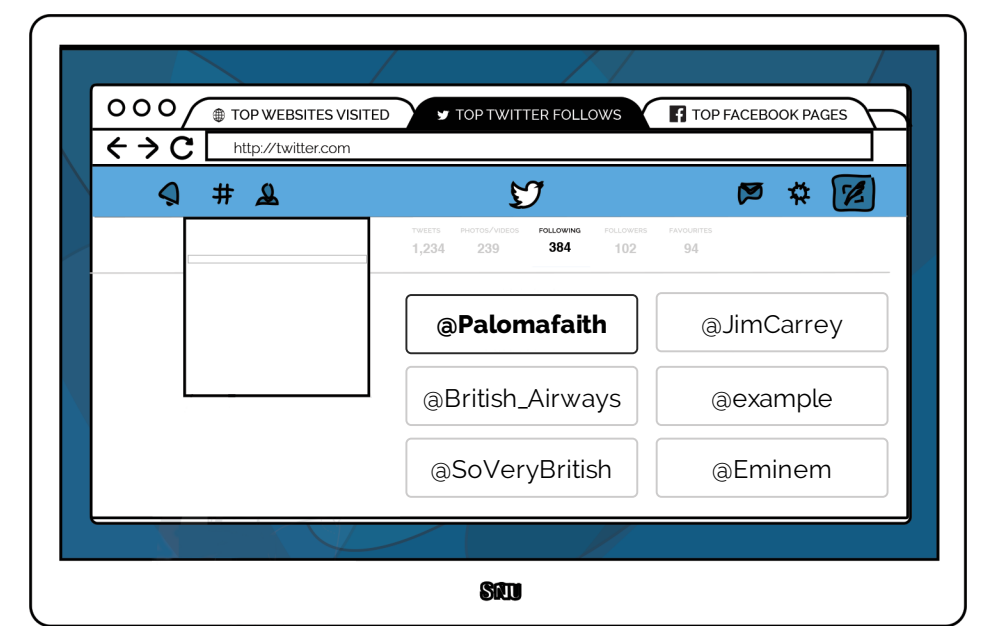 TOP WEBSITES VISITED
TOP TWITTER FOLLOWS
TOP FACEBOOK PAGES
http://twitter.com
TWEETS PHOTOS/VIDEOS FOLLOWING FOLLOWERS FAVOURITES
1,234 239 384 102 94
@Palomafaith @JimCarrey
@British_Airways @example
@SoVeryBritish @Eminem